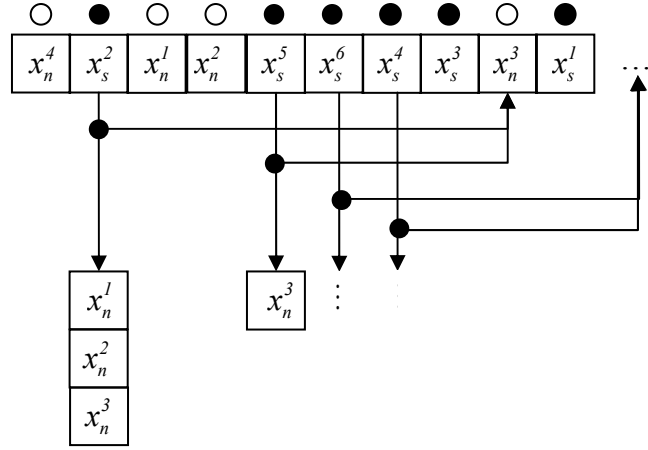 x_n^4 x_s^2 x_n^1 x_n^2 x_s^5 x_s^6 x_s^4 x_s^3 x_n^3 x_s^1 ...
x_n^1 x_n^3 ⋮ ⋮
x_n^2
x_n^3